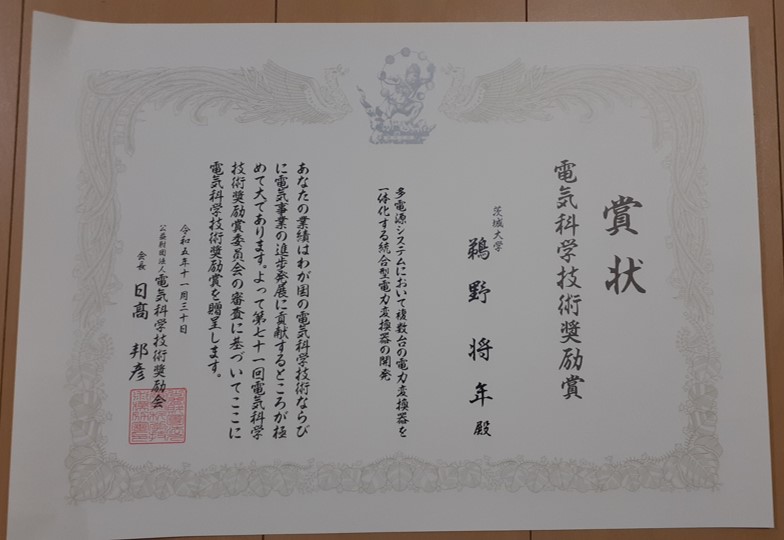 賞状
電気科学技術奨励賞
茨城大学
鵜野将年殿
多電源システムにおいて複数台の電力変換器を
一体化する統合型電力変換器の開発
あなたの業績はわが国の電気科学技術ならび
に電気事業の進歩発展に貢献するところが極
めて大であります。よって第七十一回電気科学
技術奨励賞委員会の審査に基づいてここに
電気科学技術奨励賞を贈呈します。
令和五年十一月三十日
公益財団法人電気科学技術奨励会
会長 日髙邦彦